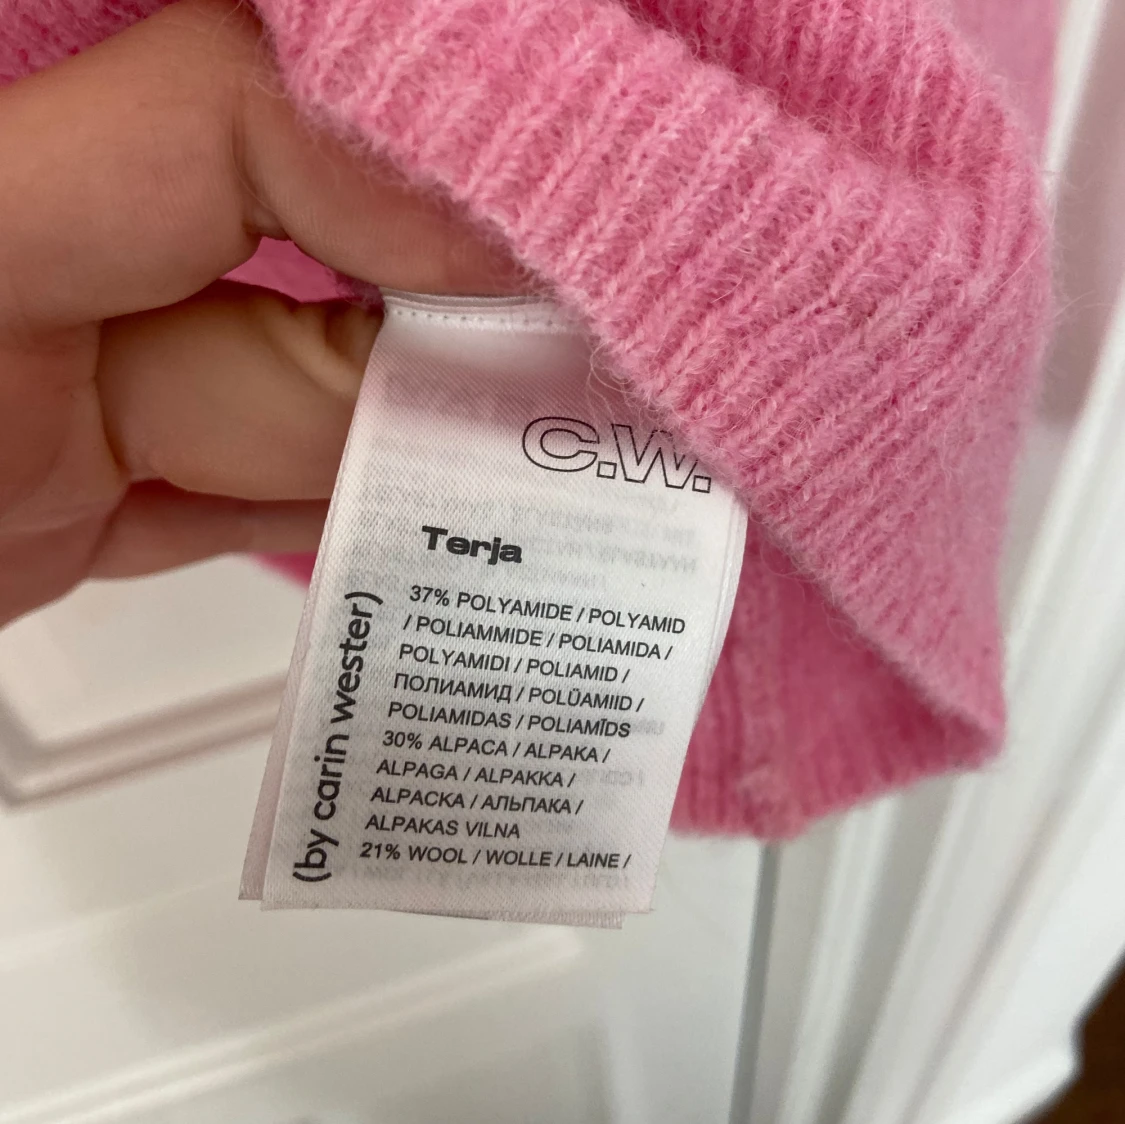 C.W.
Terja
37% POLYAMIDE / POLYAMID
/ POLIAMMIDE / POLIAMIDA /
POLYAMIDI / POLIAMID /
ПОЛИАМИД / POLÜAMIID /
POLIAMIDAS / POLIAMĪDS
30% ALPACA / ALPAKA /
ALPAGA / ALPAKKA /
ALPACKA / АЛЬПАКА /
ALPAKAS VILNA
21% WOOL / WOLLE / LAINE /
(by carin wester)